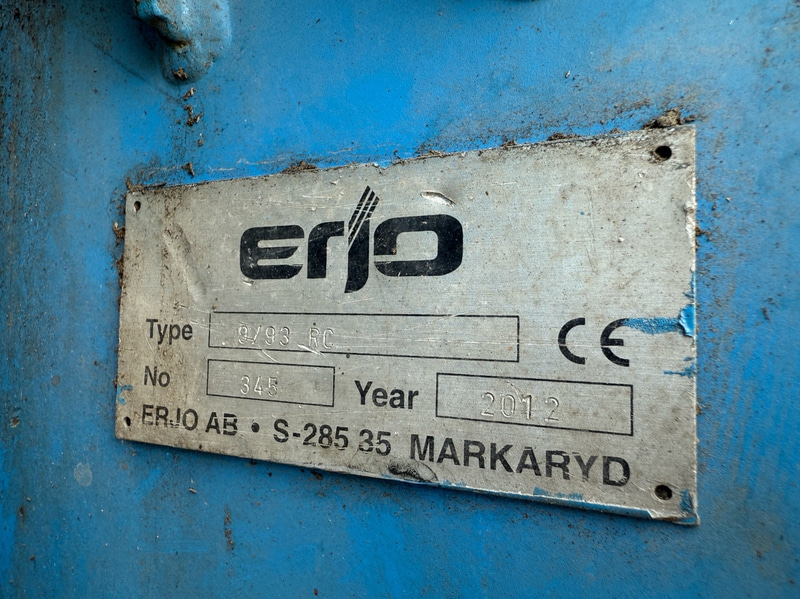 erjo
Type 9/93 RC CE
No 345 Year 2012
ERJO AB • S-285 35 MARKARYD